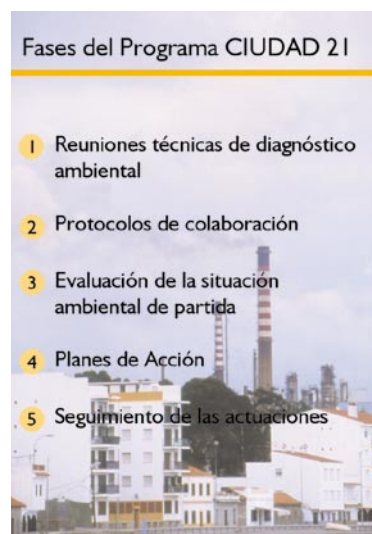 Fases del Programa CIUDAD 21
1 Reuniones técnicas de diagnóstico
ambiental
2 Protocolos de colaboración
3 Evaluación de la situación
ambiental de partida
4 Planes de Acción
5 Seguimiento de las actuaciones